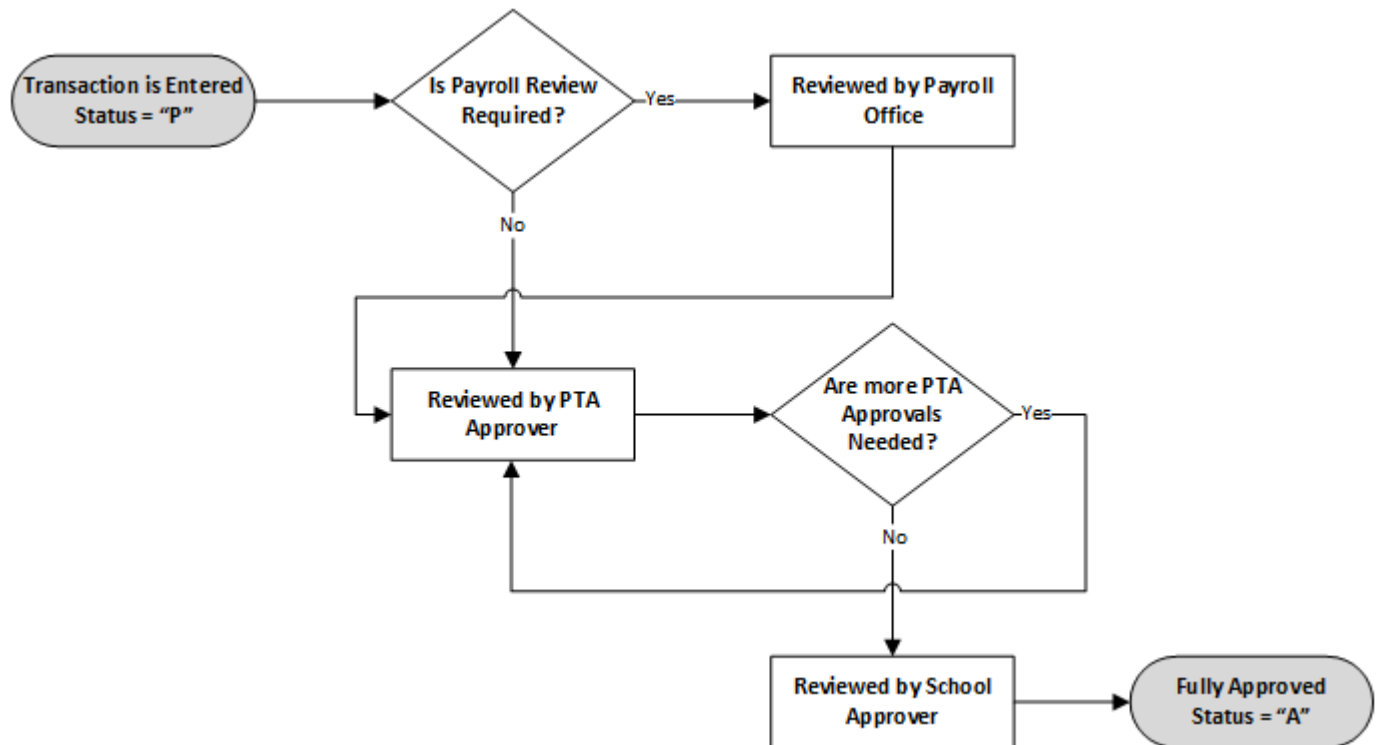 Transaction is Entered
Status = “P”
Is Payroll Review
Required?
Yes
Reviewed by Payroll
Office
No
Reviewed by PTA
Approver
Are more PTA
Approvals
Needed?
Yes
No
Reviewed by School
Approver
Fully Approved
Status = “A”